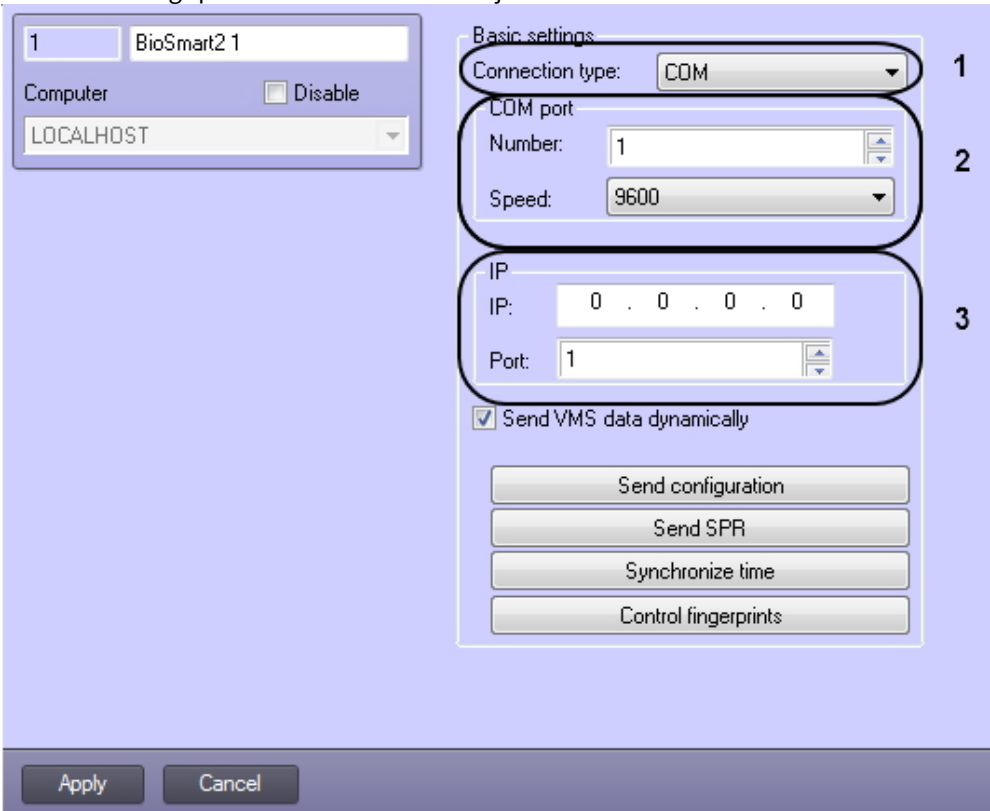 1 BioSmart2 1
Computer Disable
LOCALHOST
Basic settings
Connection type: COM
1
COM port
Number: 1
Speed: 9600
2
IP
IP: 0 . 0 . 0 . 0
Port: 1
3
Send VMS data dynamically
Send configuration
Send SPR
Synchronize time
Control fingerprints
Apply Cancel